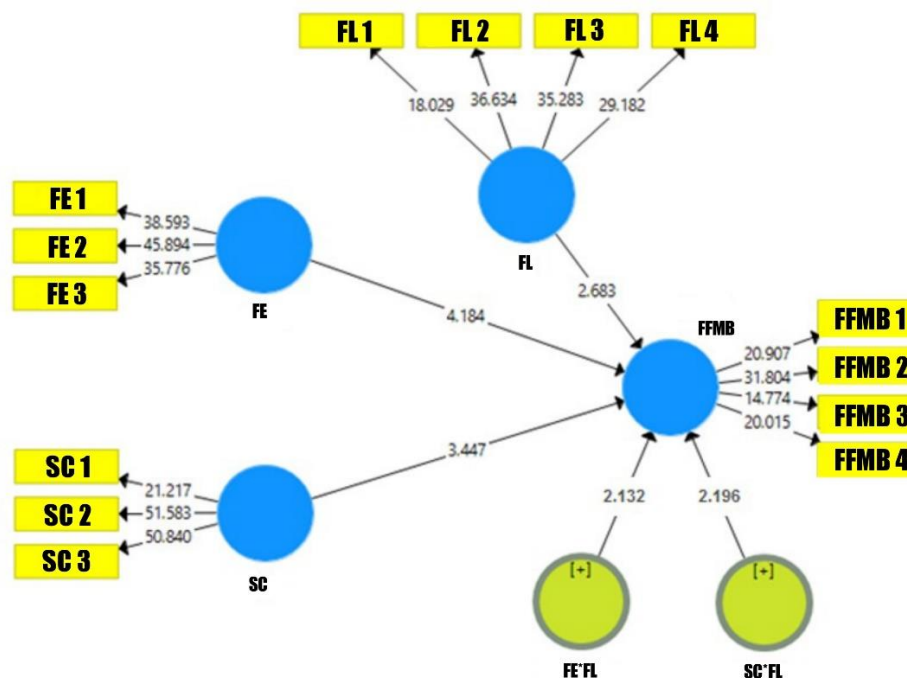 FL 1 FL 2 FL 3 FL 4
18.029 36.634 35.283 29.182
FL
FE 1
FE 2
FE 3
38.593
45.894
35.776
FE
4.184
2.683
FFMB
FFMB 1
FFMB 2
FFMB 3
FFMB 4
20.907
31.804
14.774
20.015
SC 1
SC 2
SC 3
21.217
51.583
50.840
SC
3.447
2.132
2.196
[+]
[+]
FE*FL
SC*FL